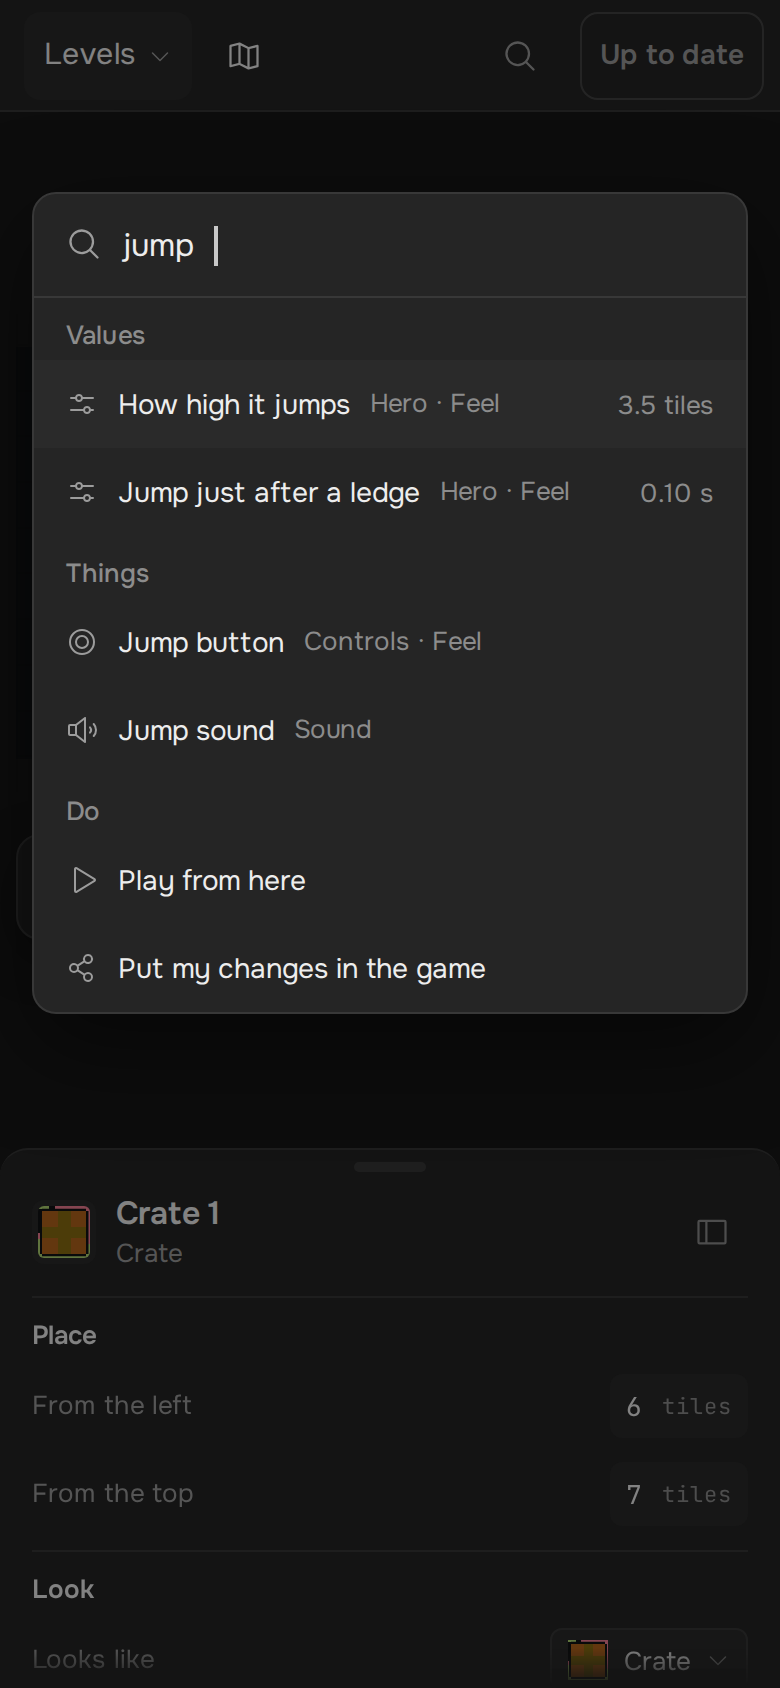 Levels
Up to date
jump
Values
How high it jumps Hero · Feel 3.5 tiles
Jump just after a ledge Hero · Feel 0.10 s
Things
Jump button Controls · Feel
Jump sound Sound
Do
Play from here
Put my changes in the game
Crate 1
Crate
Place
From the left 6 tiles
From the top 7 tiles
Look
Looks like Crate